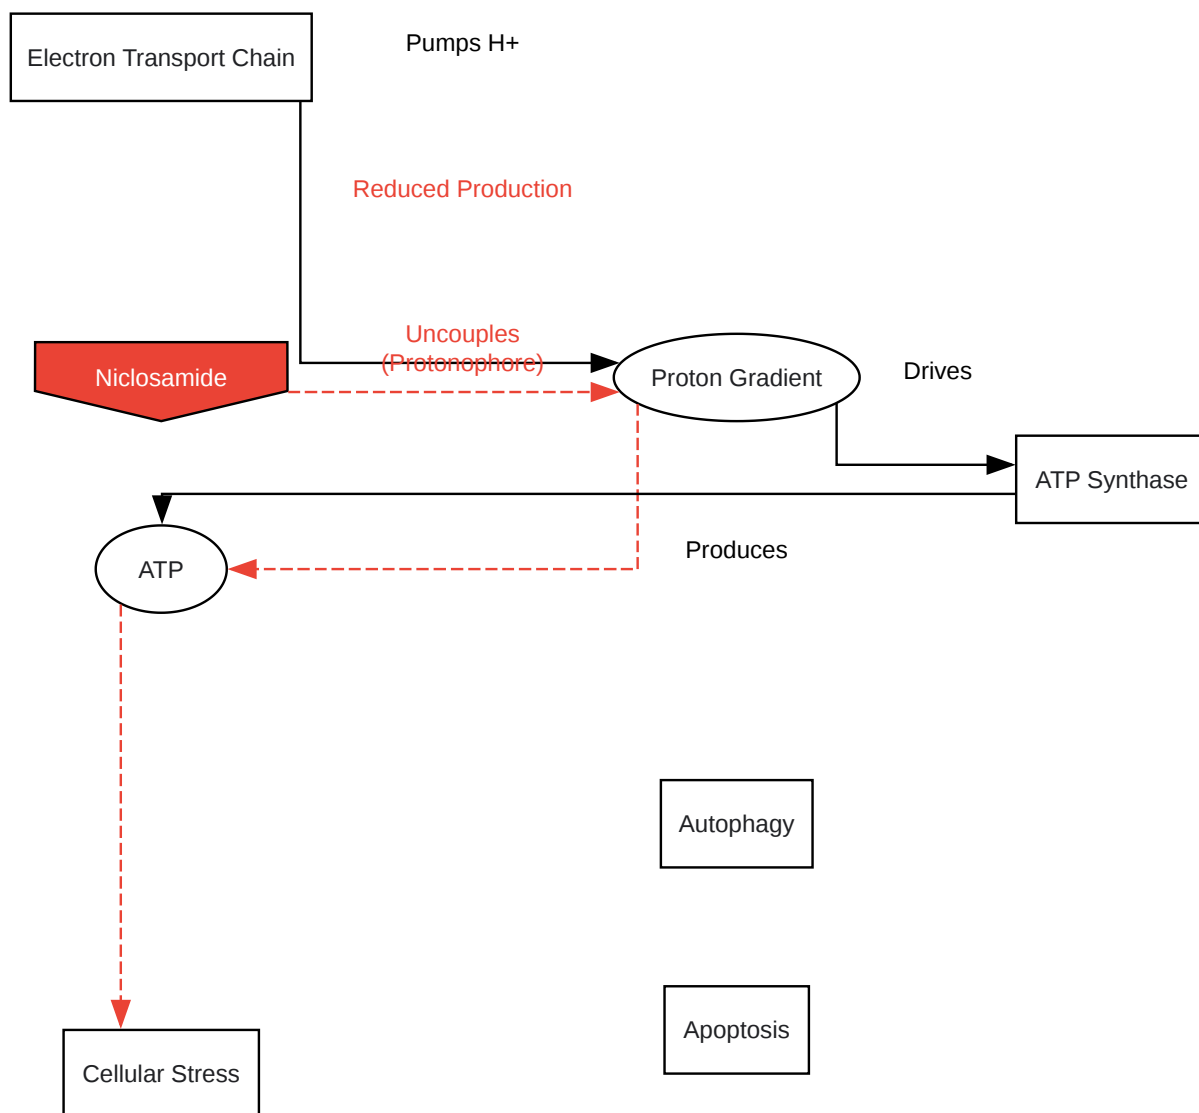 Electron Transport Chain
Pumps H+
Reduced Production
Uncouples
(Protonophore)
Niclosamide
Proton Gradient
Drives
ATP Synthase
Produces
ATP
Autophagy
Apoptosis
Cellular Stress